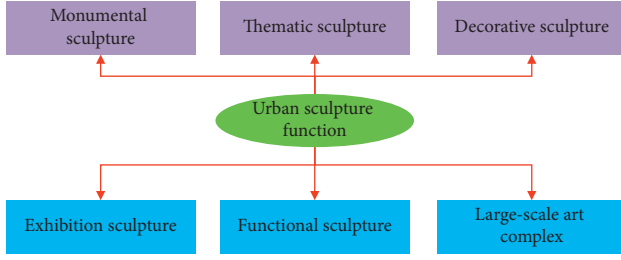 Monumental
sculpture
Thematic sculpture
Decorative sculpture
Urban sculpture
function
Exhibition sculpture
Functional sculpture
Large-scale art
complex